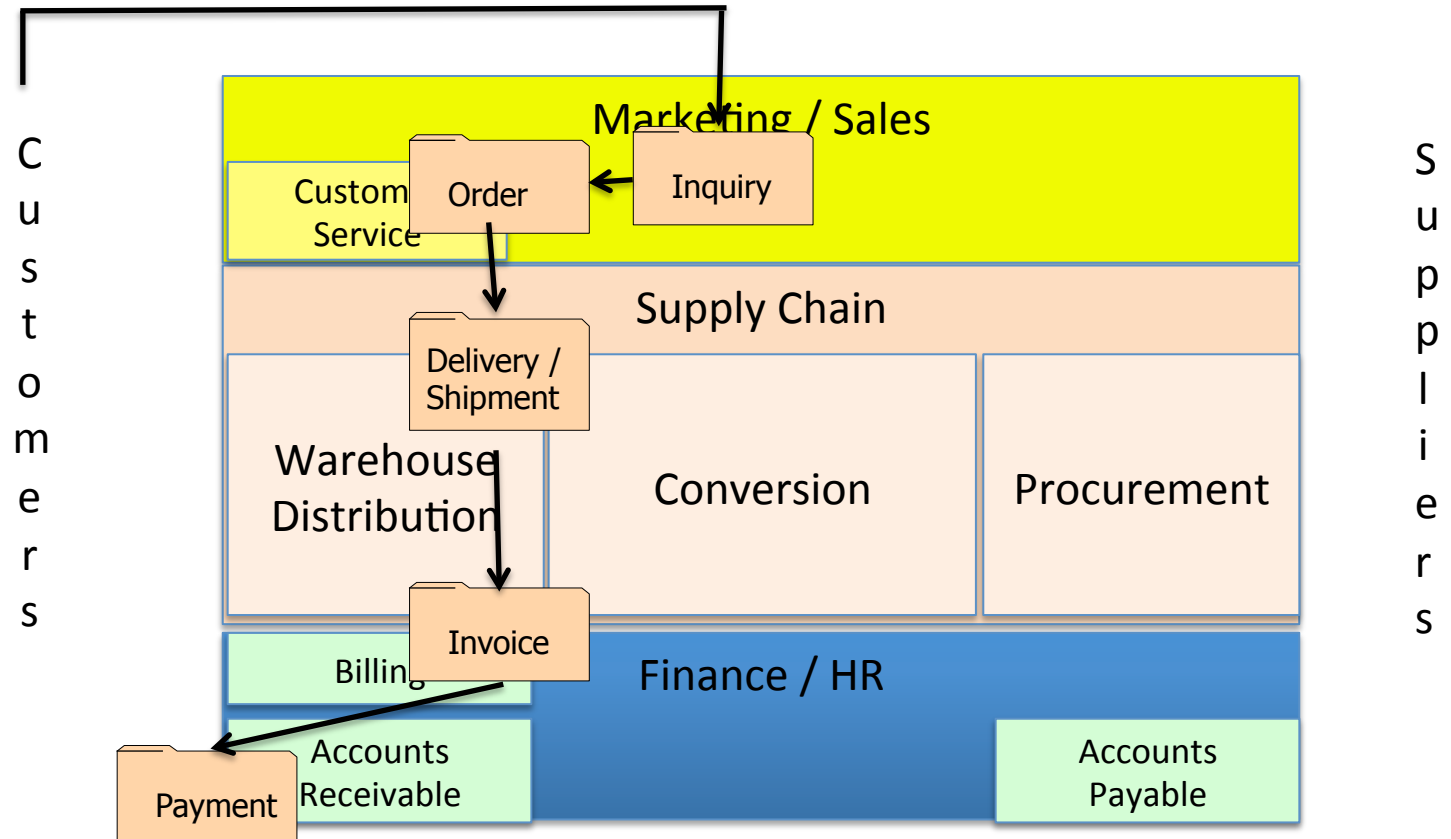 Customers
Suppliers
Marketing / Sales
Custom
Service
Order
Inquiry
Supply Chain
Delivery /
Shipment
Warehouse
Distribution
Conversion
Procurement
Invoice
Billing
Finance / HR
Payment
Accounts
Receivable
Accounts
Payable